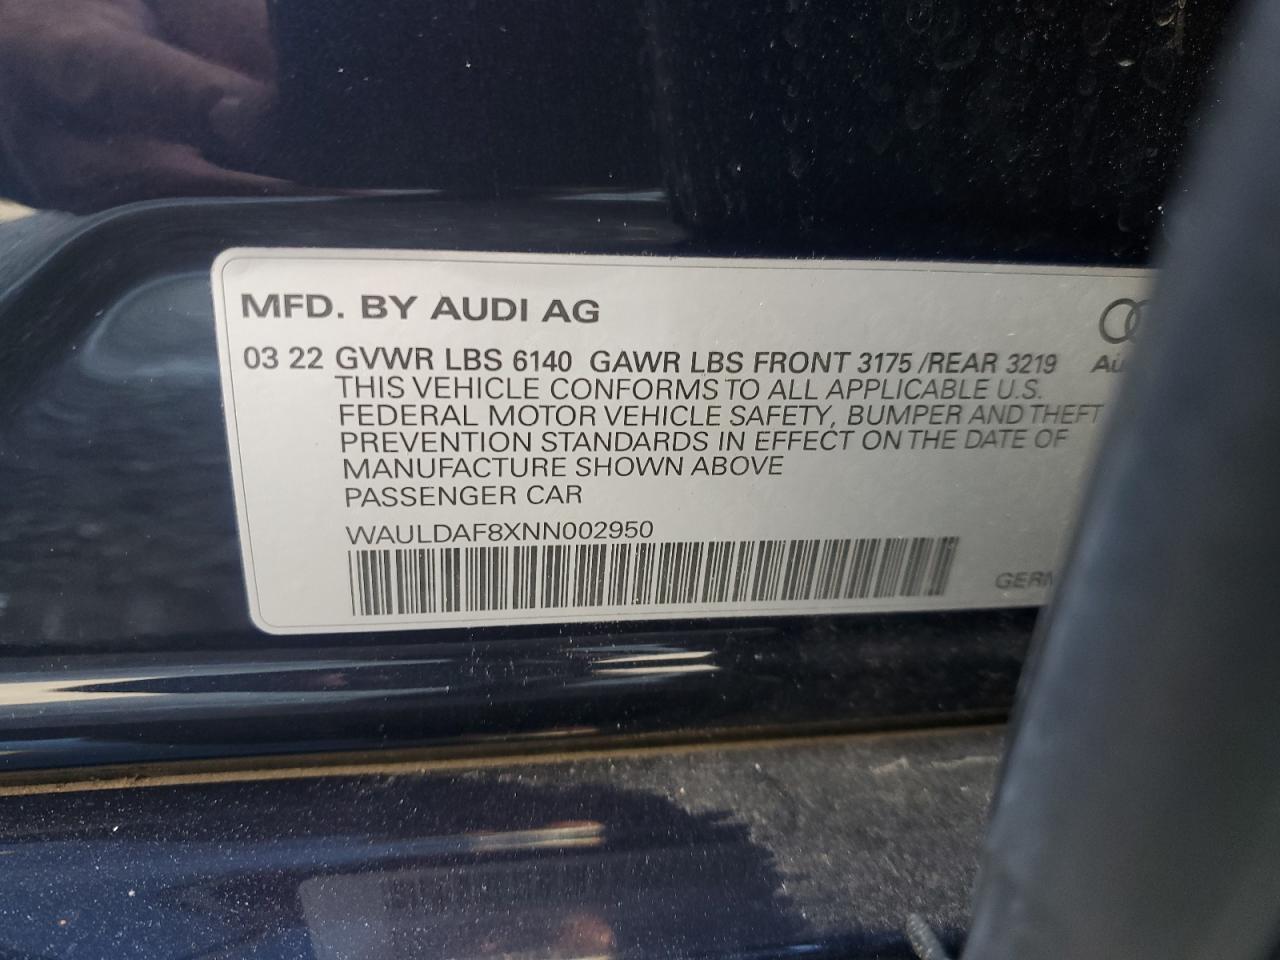 MFD. BY AUDI AG
03 22 GVWR LBS 6140 GAWR LBS FRONT 3175 /REAR 3219
THIS VEHICLE CONFORMS TO ALL APPLICABLE U.S.
FEDERAL MOTOR VEHICLE SAFETY, BUMPER AND THEFT
PREVENTION STANDARDS IN EFFECT ON THE DATE OF
MANUFACTURE SHOWN ABOVE
PASSENGER CAR
WAULDAF8XNN002950